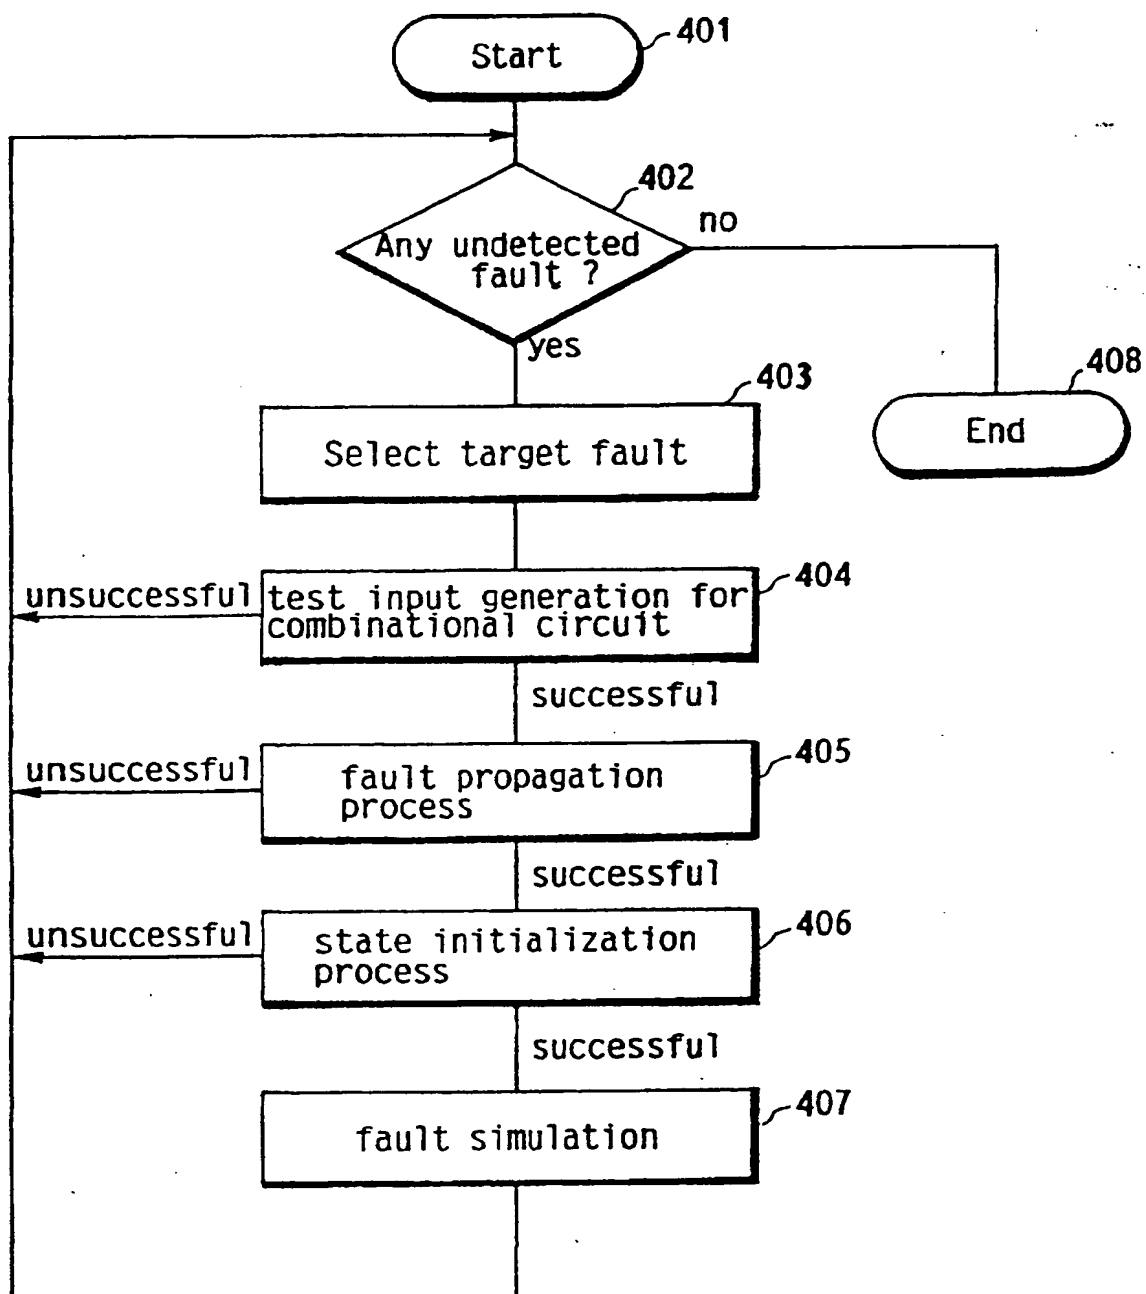 Start
401
402
Any undetected
fault ?
no
yes
403
Select target fault
408
End
unsuccessful
test input generation for
combinational circuit
404
successful
unsuccessful
fault propagation
process
405
successful
unsuccessful
state initialization
process
406
successful
fault simulation
407